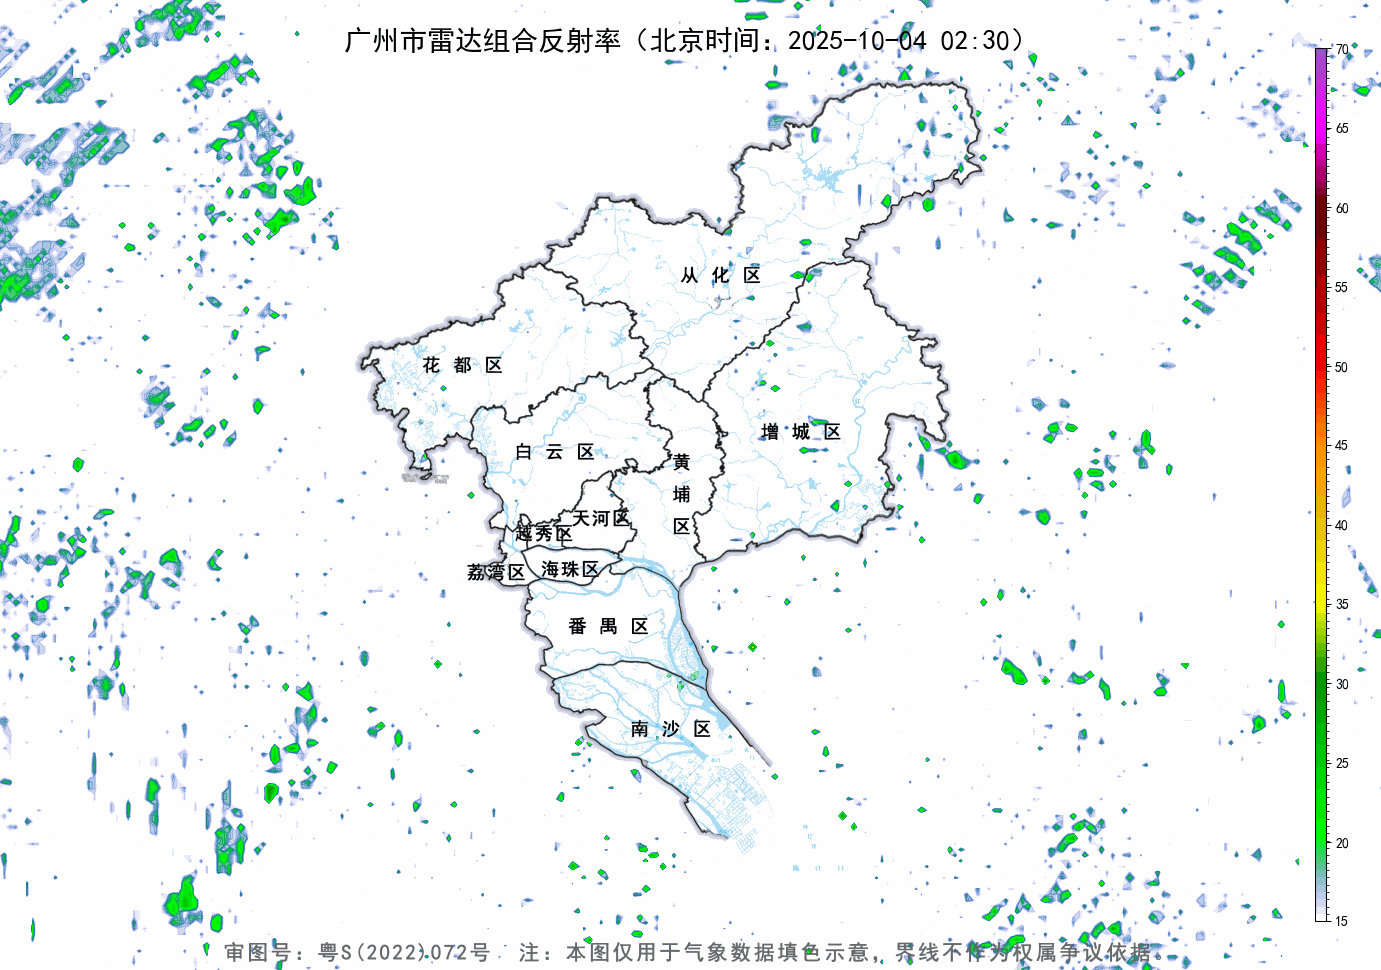 广州市雷达组合反射率（北京时间：2025-10-04 02:30）
70
65
60
55
50
45
40
35
30
25
20
15
从化区
花都区
增城区
白云区
黄埔区
天河区
越秀区
海珠区
荔湾区
番禺区
南沙区
审图号：粤S(2022)072号 注：本图仅用于气象数据填色示意，界线不作为权属争议依据。